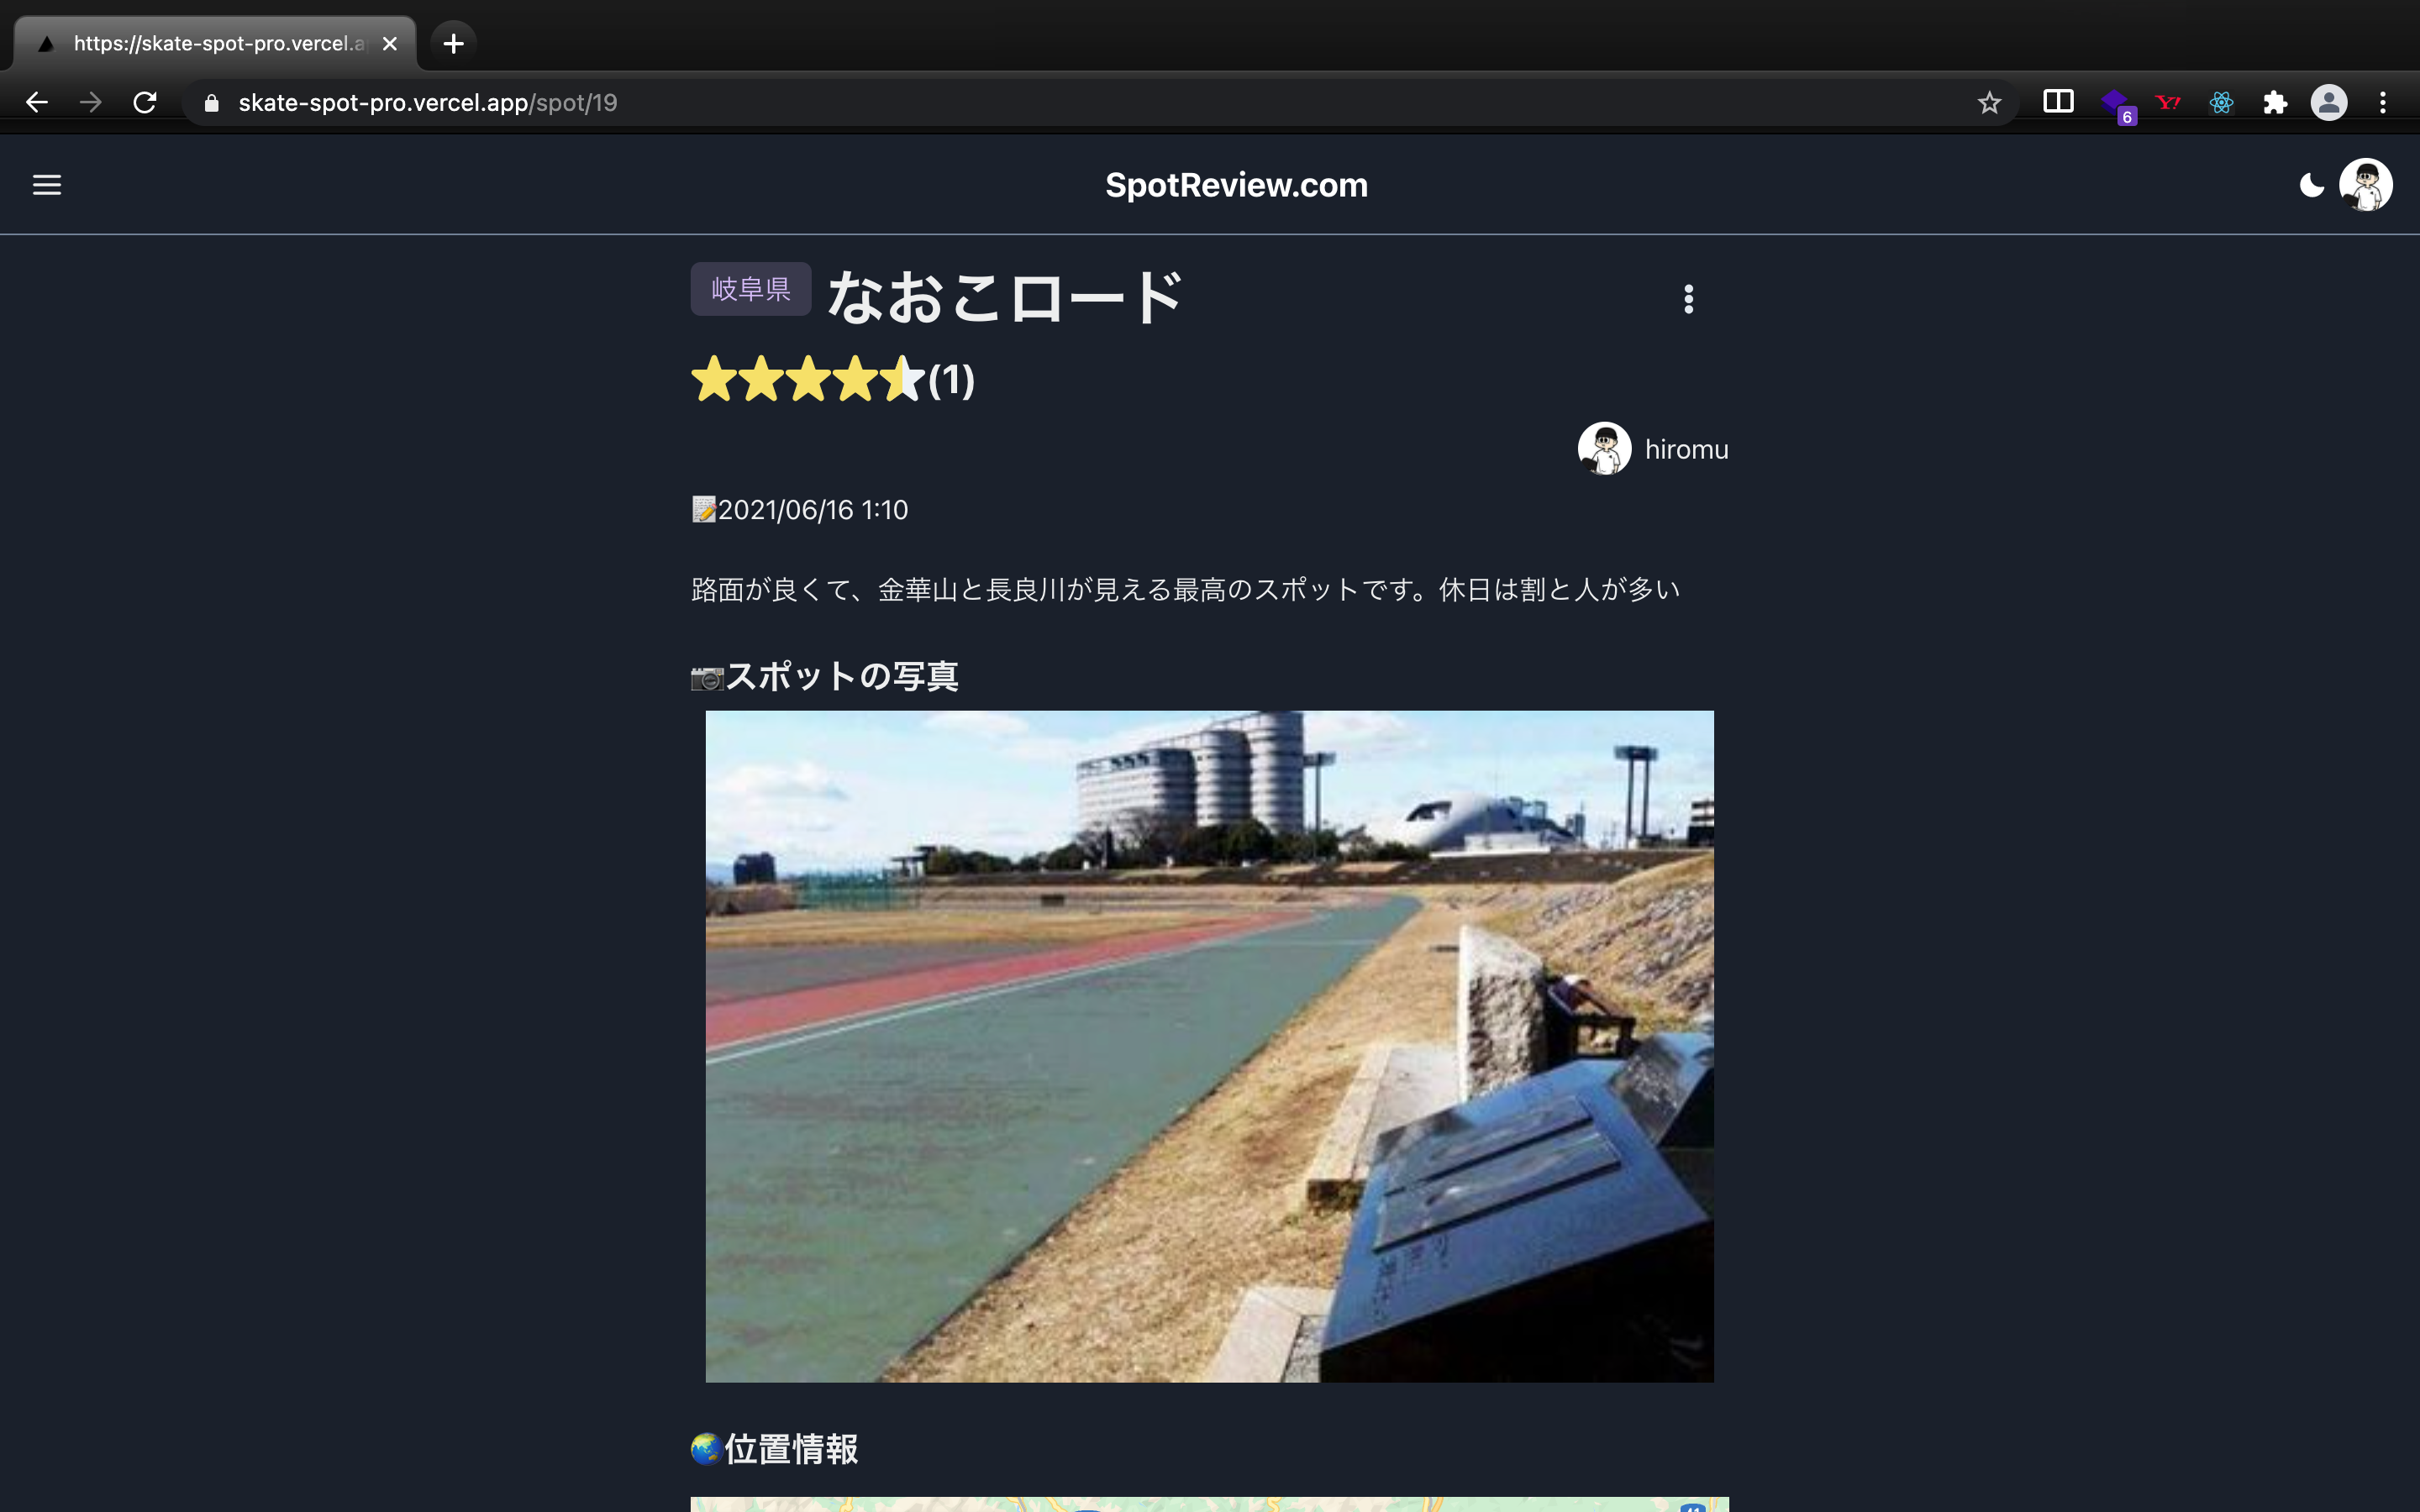 https://skate-spot-pro.vercel.a
skate-spot-pro.vercel.app/spot/19
6
Y!
SpotReview.com
岐阜県 なおこロード
(1)
hiromu
📝2021/06/16 1:10
路面が良くて、金華山と長良川が見える最高のスポットです。休日は割と人が多い
📷スポットの写真
🌏位置情報